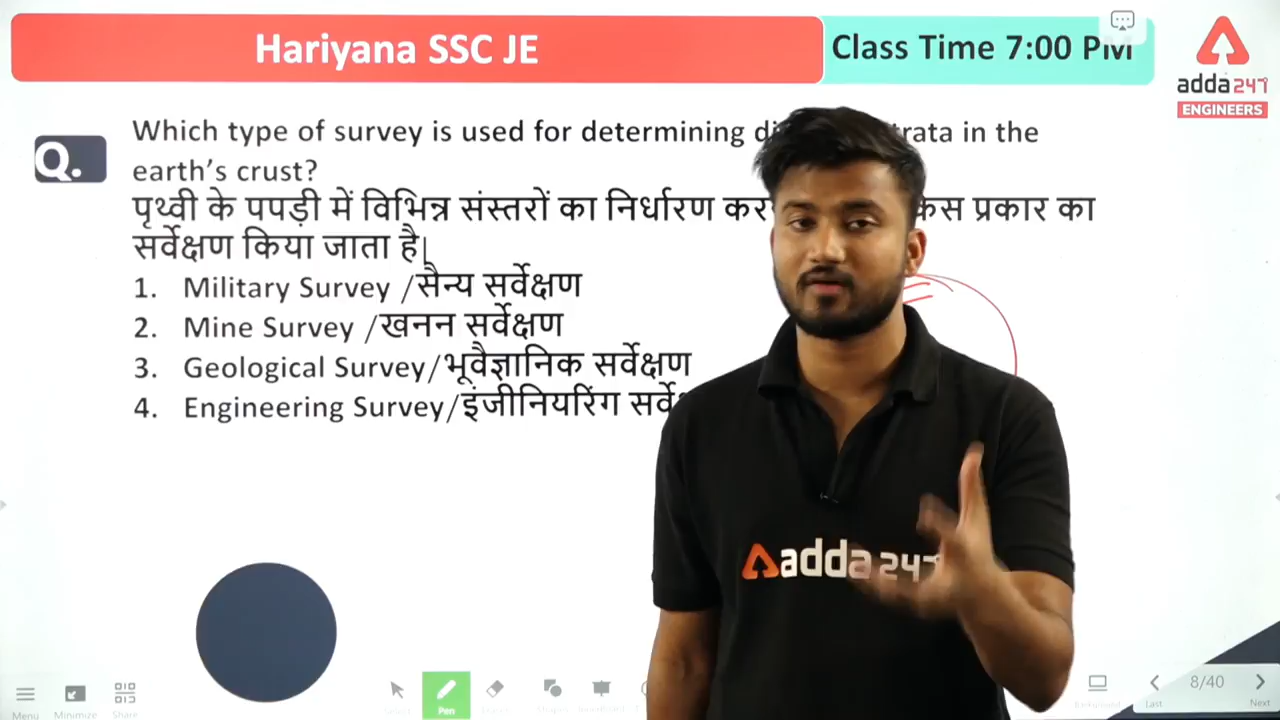 Hariyana SSC JE
Class Time 7:00 PM
adda247
ENGINEERS
Q.
Which type of survey is used for determining di trata in the
earth's crust?
पृथ्वी के पपड़ी में विभिन्न संस्तरों का निर्धारण कर प्रकार का
सर्वेक्षण किया जाता है|
1. Military Survey /सैन्य सर्वेक्षण
2. Mine Survey /खनन सर्वेक्षण
3. Geological Survey/भूवैज्ञानिक सर्वेक्षण
4. Engineering Survey/इंजीनियरिंग सर्वे
adda247
Menu
Minimize
Share
Pen
8/40
Last
Next